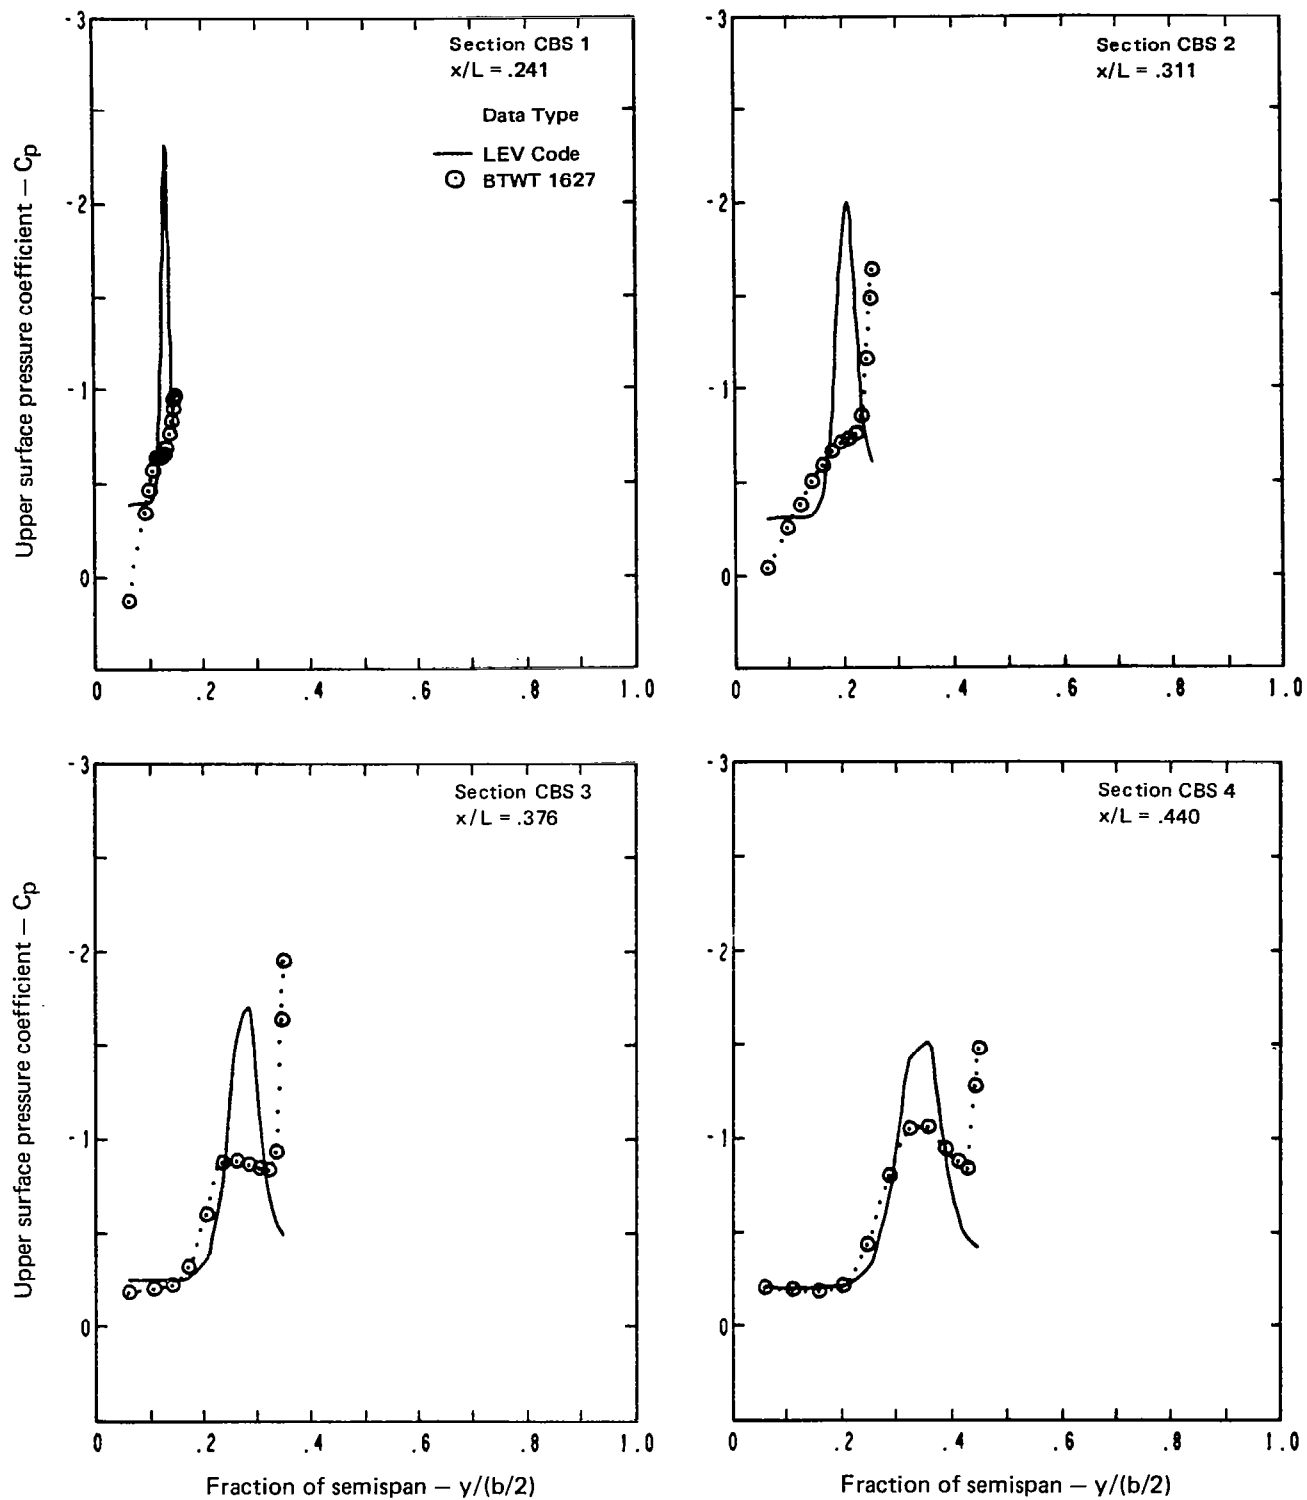 Section CBS 1
x/L = .241
Data Type
LEV Code
BTWT 1627
Upper surface pressure coefficient – Cp
-3
-2
-1
0
0 .2 .4 .6 .8 1.0
Section CBS 2
x/L = .311
-3
-2
-1
0
0 .2 .4 .6 .8 1.0
Section CBS 3
x/L = .376
Upper surface pressure coefficient – Cp
-3
-2
-1
0
0 .2 .4 .6 .8 1.0
Fraction of semispan – y/(b/2)
Section CBS 4
x/L = .440
-3
-2
-1
0
0 .2 .4 .6 .8 1.0
Fraction of semispan – y/(b/2)